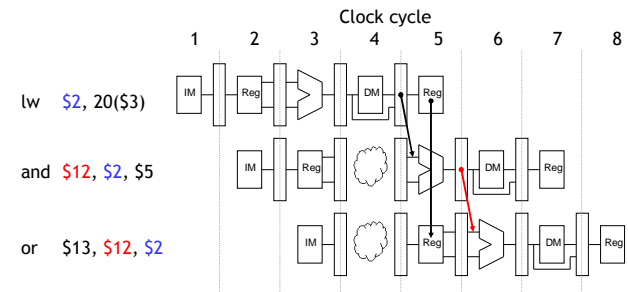 Clock cycle
1 2 3 4 5 6 7 8
IM Reg DM Reg
lw $2, 20($3)
IM Reg DM Reg
and $12, $2, $5
IM Reg DM Reg
or $13, $12, $2